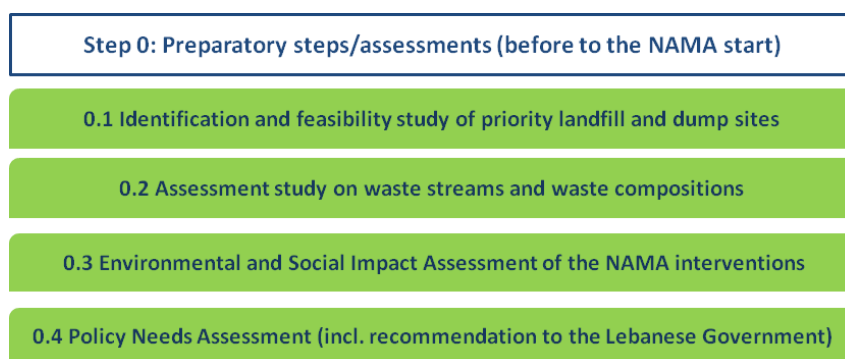 Step 0: Preparatory steps/assessments (before to the NAMA start)
0.1 Identification and feasibility study of priority landfill and dump sites
0.2 Assessment study on waste streams and waste compositions
0.3 Environmental and Social Impact Assessment of the NAMA interventions
0.4 Policy Needs Assessment (incl. recommendation to the Lebanese Government)